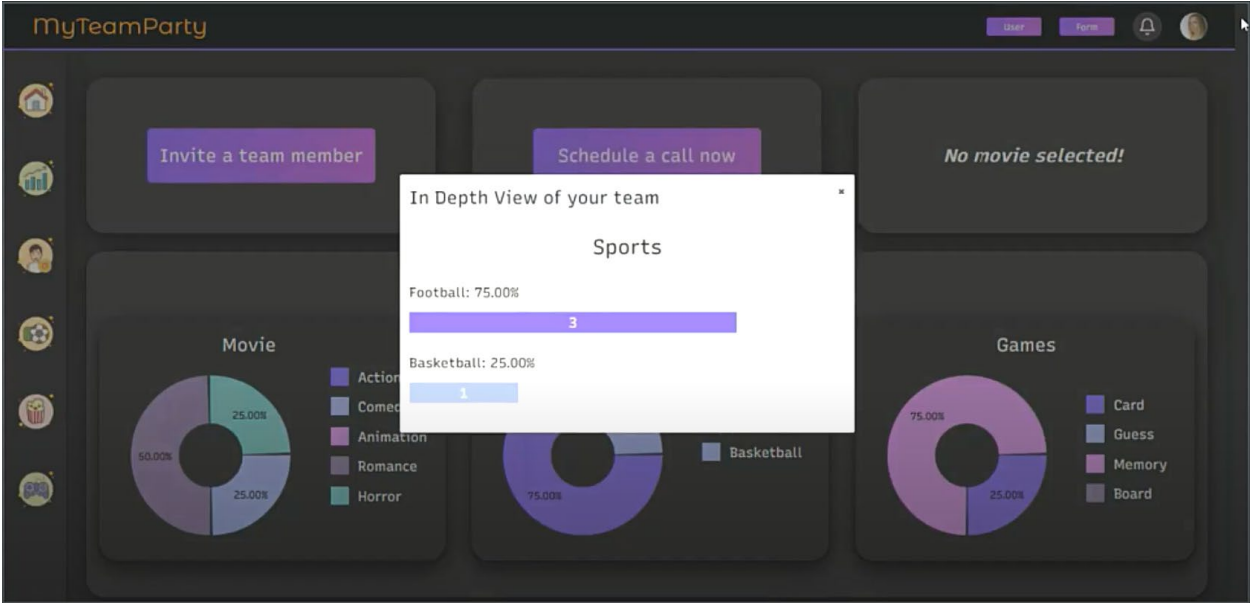 MyTeamParty
User
Form
Invite a team member
Schedule a call now
No movie selected!
In Depth View of your team
Sports
Football: 75.00%
3
Basketball: 25.00%
1
Movie
25.00%
50.00%
25.00%
Action
Comed
Animation
Romance
Horror
75.00%
Basketball
Games
75.00%
25.00%
Card
Guess
Memory
Board